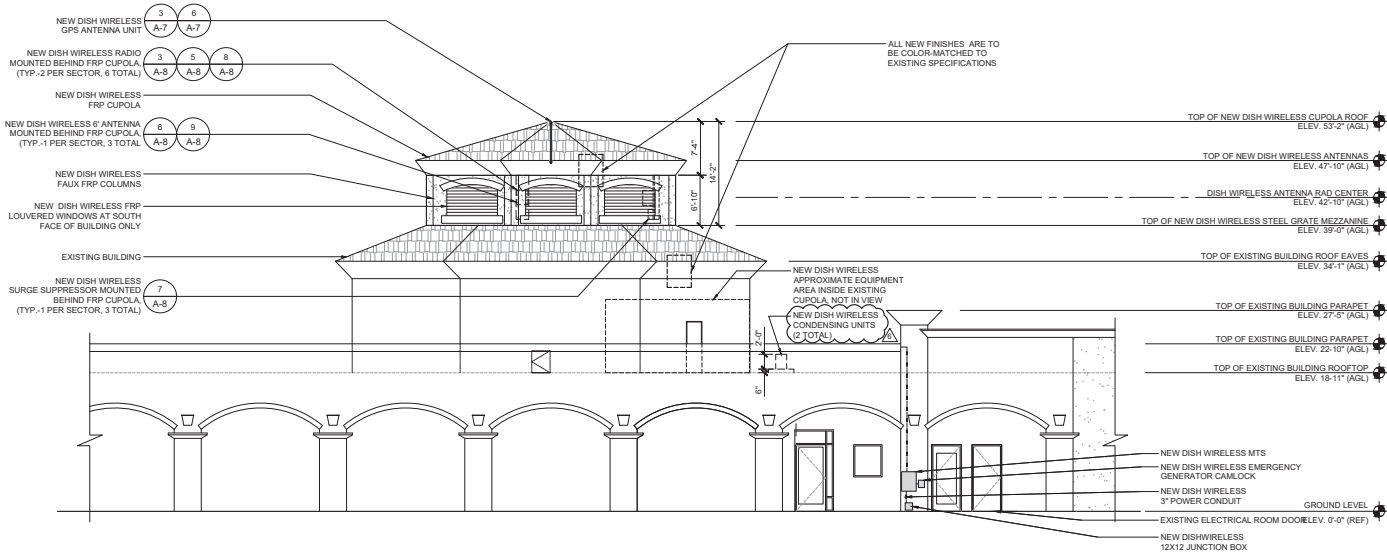 NEW DISH WIRELESS
GPS ANTENNA UNIT
3
A-7
6
A-7
NEW DISH WIRELESS RADIO
MOUNTED BEHIND FRP CUPOLA,
(TYP.-2 PER SECTOR, 6 TOTAL)
3
A-8
5
A-8
8
A-8
NEW DISH WIRELESS
FRP CUPOLA
NEW DISH WIRELESS 6' ANTENNA
MOUNTED BEHIND FRP CUPOLA,
(TYP.-1 PER SECTOR, 3 TOTAL
6
A-8
9
A-8
NEW DISH WIRELESS
FAUX FRP COLUMNS
NEW DISH WIRELESS FRP
LOUVERED WINDOWS AT SOUTH
FACE OF BUILDING ONLY
EXISTING BUILDING
NEW DISH WIRELESS
SURGE SUPPRESSOR MOUNTED
BEHIND FRP CUPOLA,
(TYP.-1 PER SECTOR, 3 TOTAL)
7
A-8
ALL NEW FINISHES ARE TO
BE COLOR-MATCHED TO
EXISTING SPECIFICATIONS
7'-4"
14'-2"
6'-10"
NEW DISH WIRELESS
APPROXIMATE EQUIPMENT
AREA INSIDE EXISTING
CUPOLA, NOT IN VIEW
NEW DISH WIRELESS
CONDENSING UNITS
(2 TOTAL)
6
2'-0"
6"
TOP OF NEW DISH WIRELESS CUPOLA ROOF
ELEV. 53'-2" (AGL)
TOP OF NEW DISH WIRELESS ANTENNAS
ELEV. 47'-10" (AGL)
DISH WIRELESS ANTENNA RAD CENTER
ELEV. 42'-10" (AGL)
TOP OF NEW DISH WIRELESS STEEL GRATE MEZZANINE
ELEV. 39'-0" (AGL)
TOP OF EXISTING BUILDING ROOF EAVES
ELEV. 34'-1" (AGL)
TOP OF EXISTING BUILDING PARAPET
ELEV. 27'-5" (AGL)
TOP OF EXISTING BUILDING PARAPET
ELEV. 22-10" (AGL)
TOP OF EXISTING BUILDING ROOFTOP
ELEV. 18-11" (AGL)
NEW DISH WIRELESS MTS
NEW DISH WIRELESS EMERGENCY
GENERATOR CAMLOCK
NEW DISH WIRELESS
3" POWER CONDUIT
GROUND LEVEL
ELEV. 0'-0" (REF)
EXISTING ELECTRICAL ROOM DOOR
NEW DISHWIRELESS
12X12 JUNCTION BOX